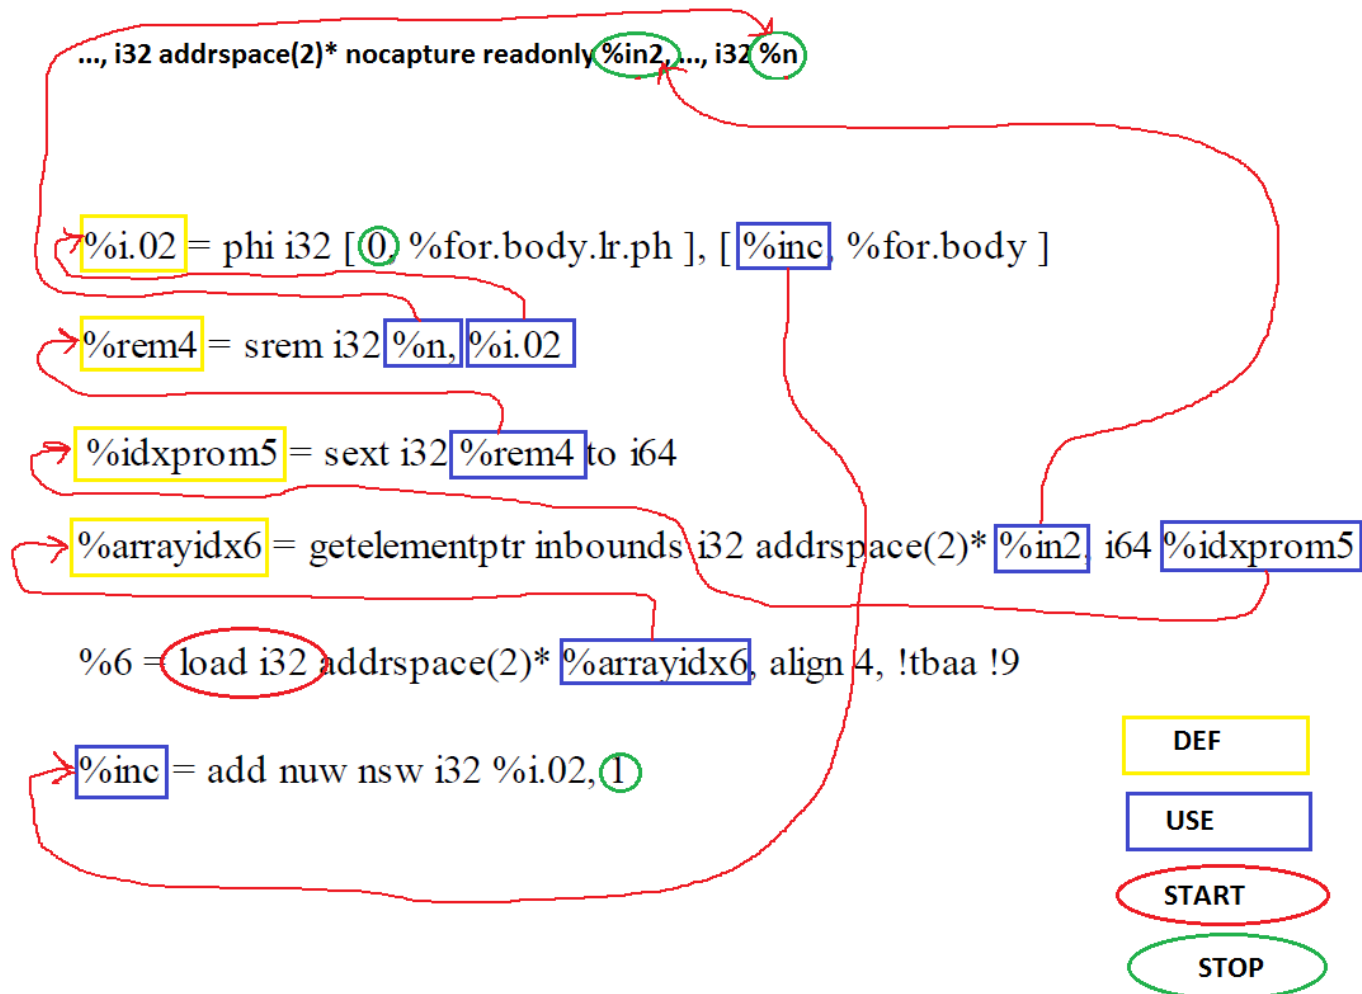 ..., i32 addrspace(2)* nocapture readonly %in2, ..., i32 %n
%i.02 = phi i32 [ 0, %for.body.lr.ph ], [ %inc, %for.body ]
%rem4 = srem i32 %n, %i.02
%idxprom5 = sext i32 %rem4 to i64
%arrayidx6 = getelementptr inbounds i32 addrspace(2)* %in2, i64 %idxprom5
%6 = load i32 addrspace(2)* %arrayidx6, align 4, !tbaa !9
%inc = add nuw nsw i32 %i.02, 1
DEF
USE
START
STOP